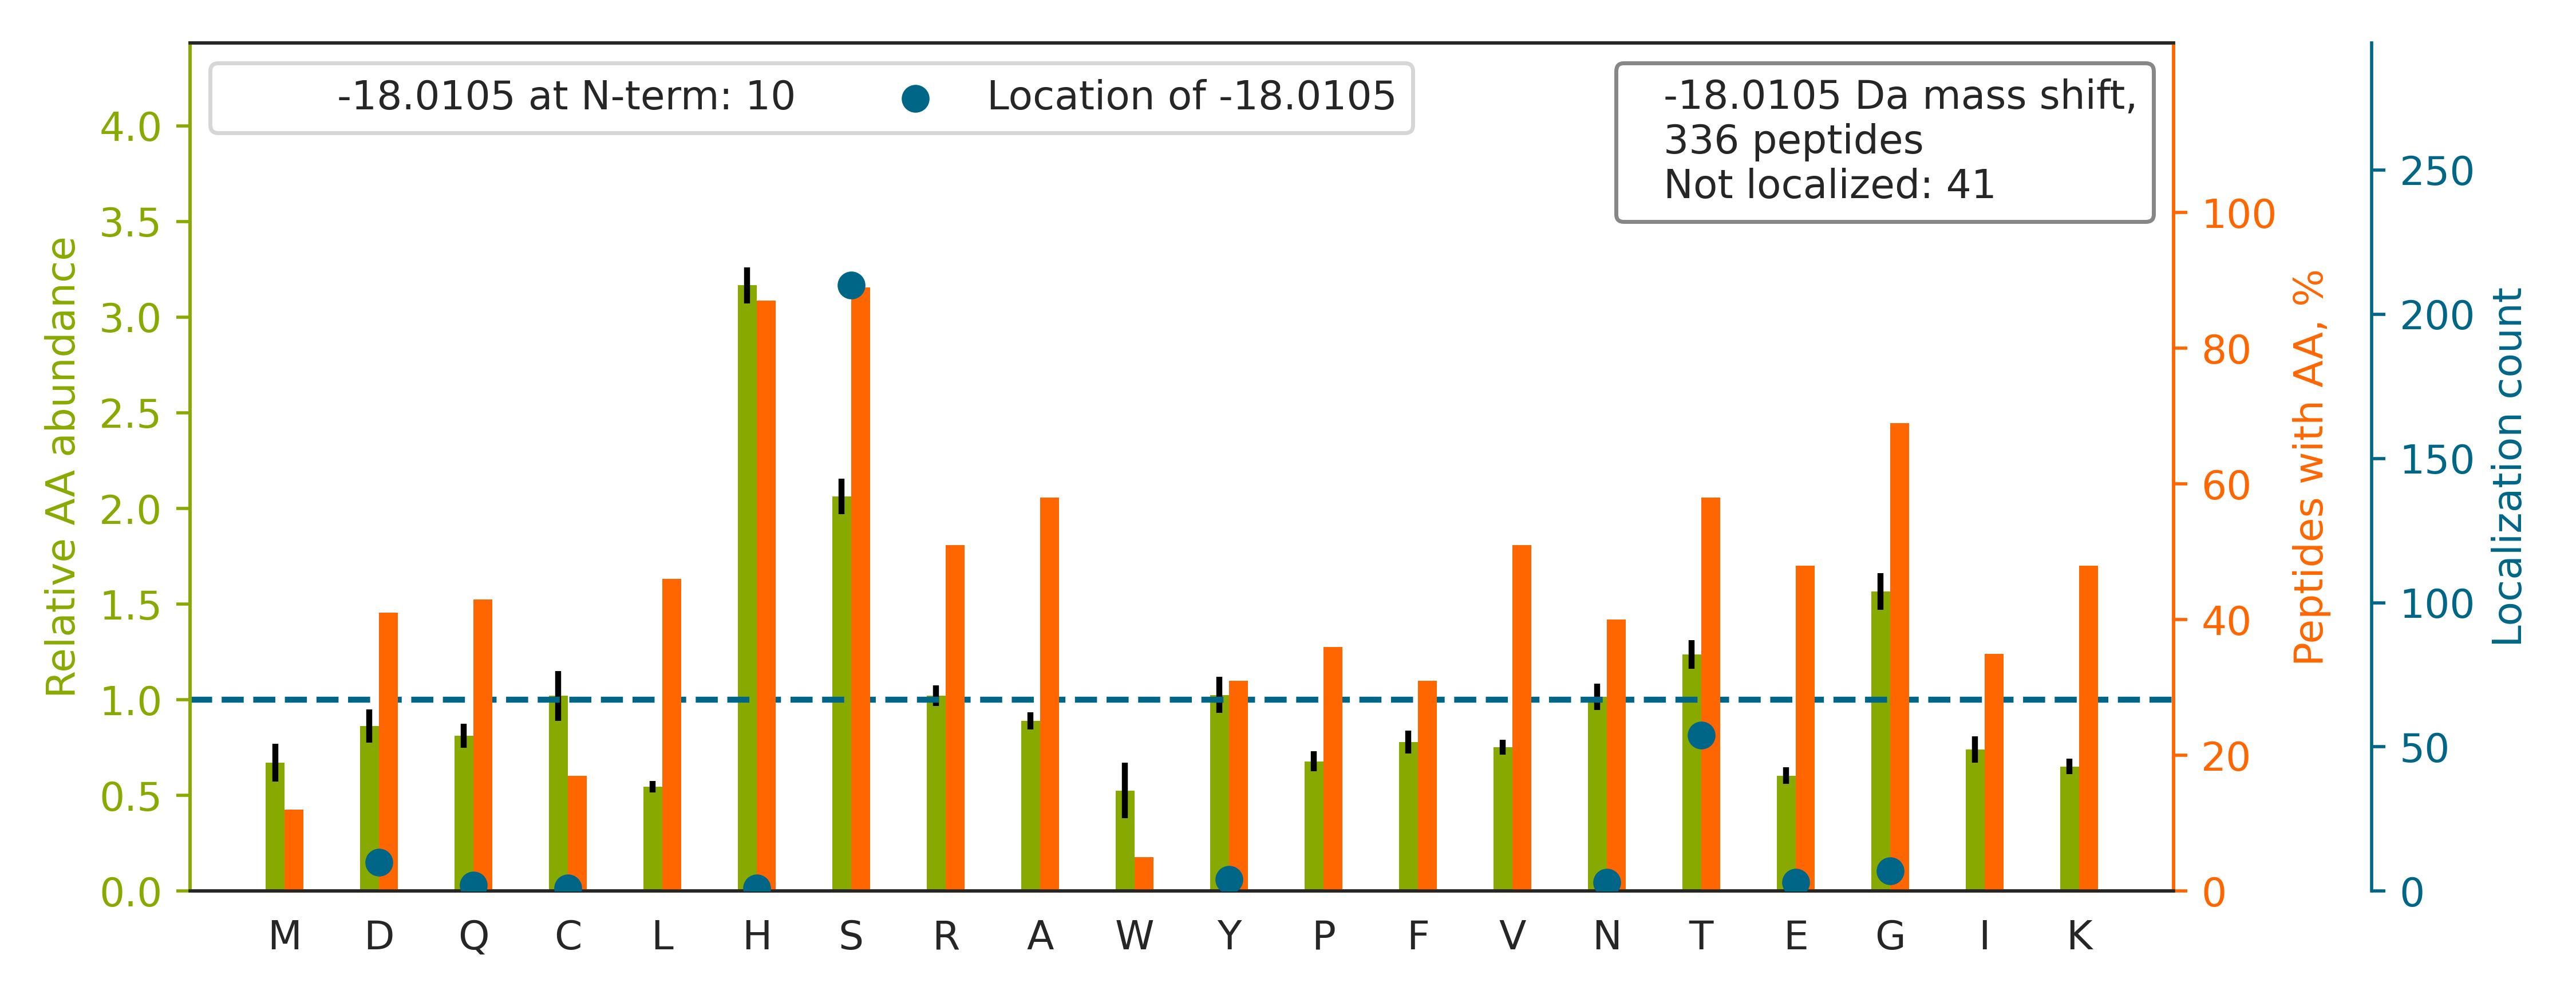 -18.0105 at N-term: 10
Location of -18.0105
-18.0105 Da mass shift,
336 peptides
Not localized: 41
Relative AA abundance
4.0
3.5
3.0
2.5
2.0
1.5
1.0
0.5
0.0
Peptides with AA, %
100
80
60
40
20
0
Localization count
250
200
150
100
50
0
M D Q C L H S R A W Y P F V N T E G I K